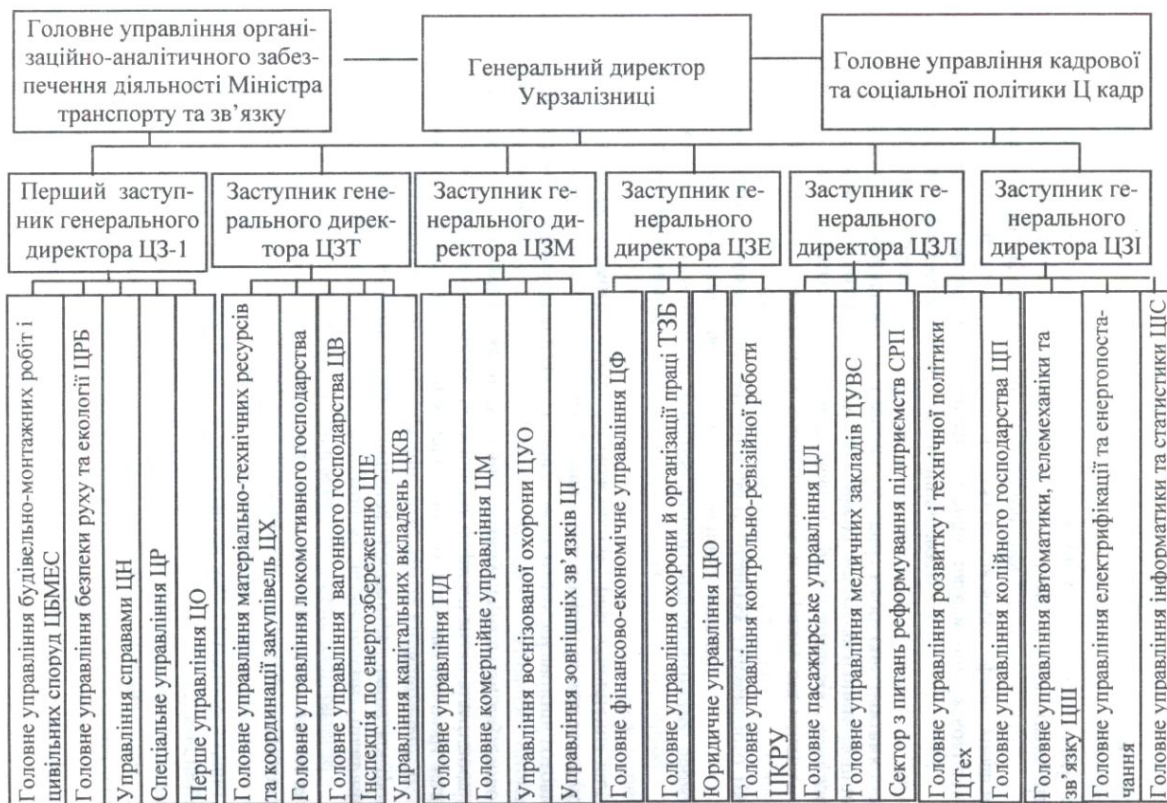 Головне управління органі-
заційно-аналітичного забез-
печення діяльності Міністра
транспорту та зв’язку
Генеральний директор
Укрзалізниці
Головне управління кадрової
та соціальної політики Ц кадр
Перший заступ-
ник генерального
директора ЦЗ-1
Заступник гене-
рального дирек-
тора ЦЗТ
Заступник ге-
нерального ди-
ректора ЦЗМ
Заступник ге-
нерального
директора ЦЗЕ
Заступник ге-
нерального
директора ЦЗЛ
Заступник ге-
нерального
директора ЦЗІ
Головне управління будівельно-монтажних робіт і
цивільних споруд ЦБМЕС
Головне управління безпеки руху та екології ЦРБ
Управління справами ЦН
Спеціальне управління ЦР
Перше управління ЦО
Головне управління матеріально-технічних ресурсів
та координації закупівель ЦХ
Головне управління локомотивного господарства
Головне управління вагонного господарства ЦВ
Інспекція по енергозбереженню ЦІЕ
Управління капітальних вкладень ЦКВ
Головне управління ПД
Головне комерційне управління ЦМ
Управління воєнізованої охорони ЦУО
Управління зовнішніх зв’язків ЦІ
Головне фінансово-економічне управління ЦФ
Головне управління охорони й організації праці ТЗБ
Юридичне управління ЦЮ
Головне управління контрольно-ревізійної роботи
ЦКРУ
Головне пасажирське управління ЦЛ
Головне управління медичних закладів ЦУВС
Сектор з питань реформування підприємств СРП
Головне управління розвитку і технічної політики
ЦТех
Головне управління колійного господарства ЦП
Головне управління автоматики, телемеханіки та
зв’язку ЦШ
Головне управління електрифікації та енергопоста-
чання
Головне управління інформатики та статистики ЦІС